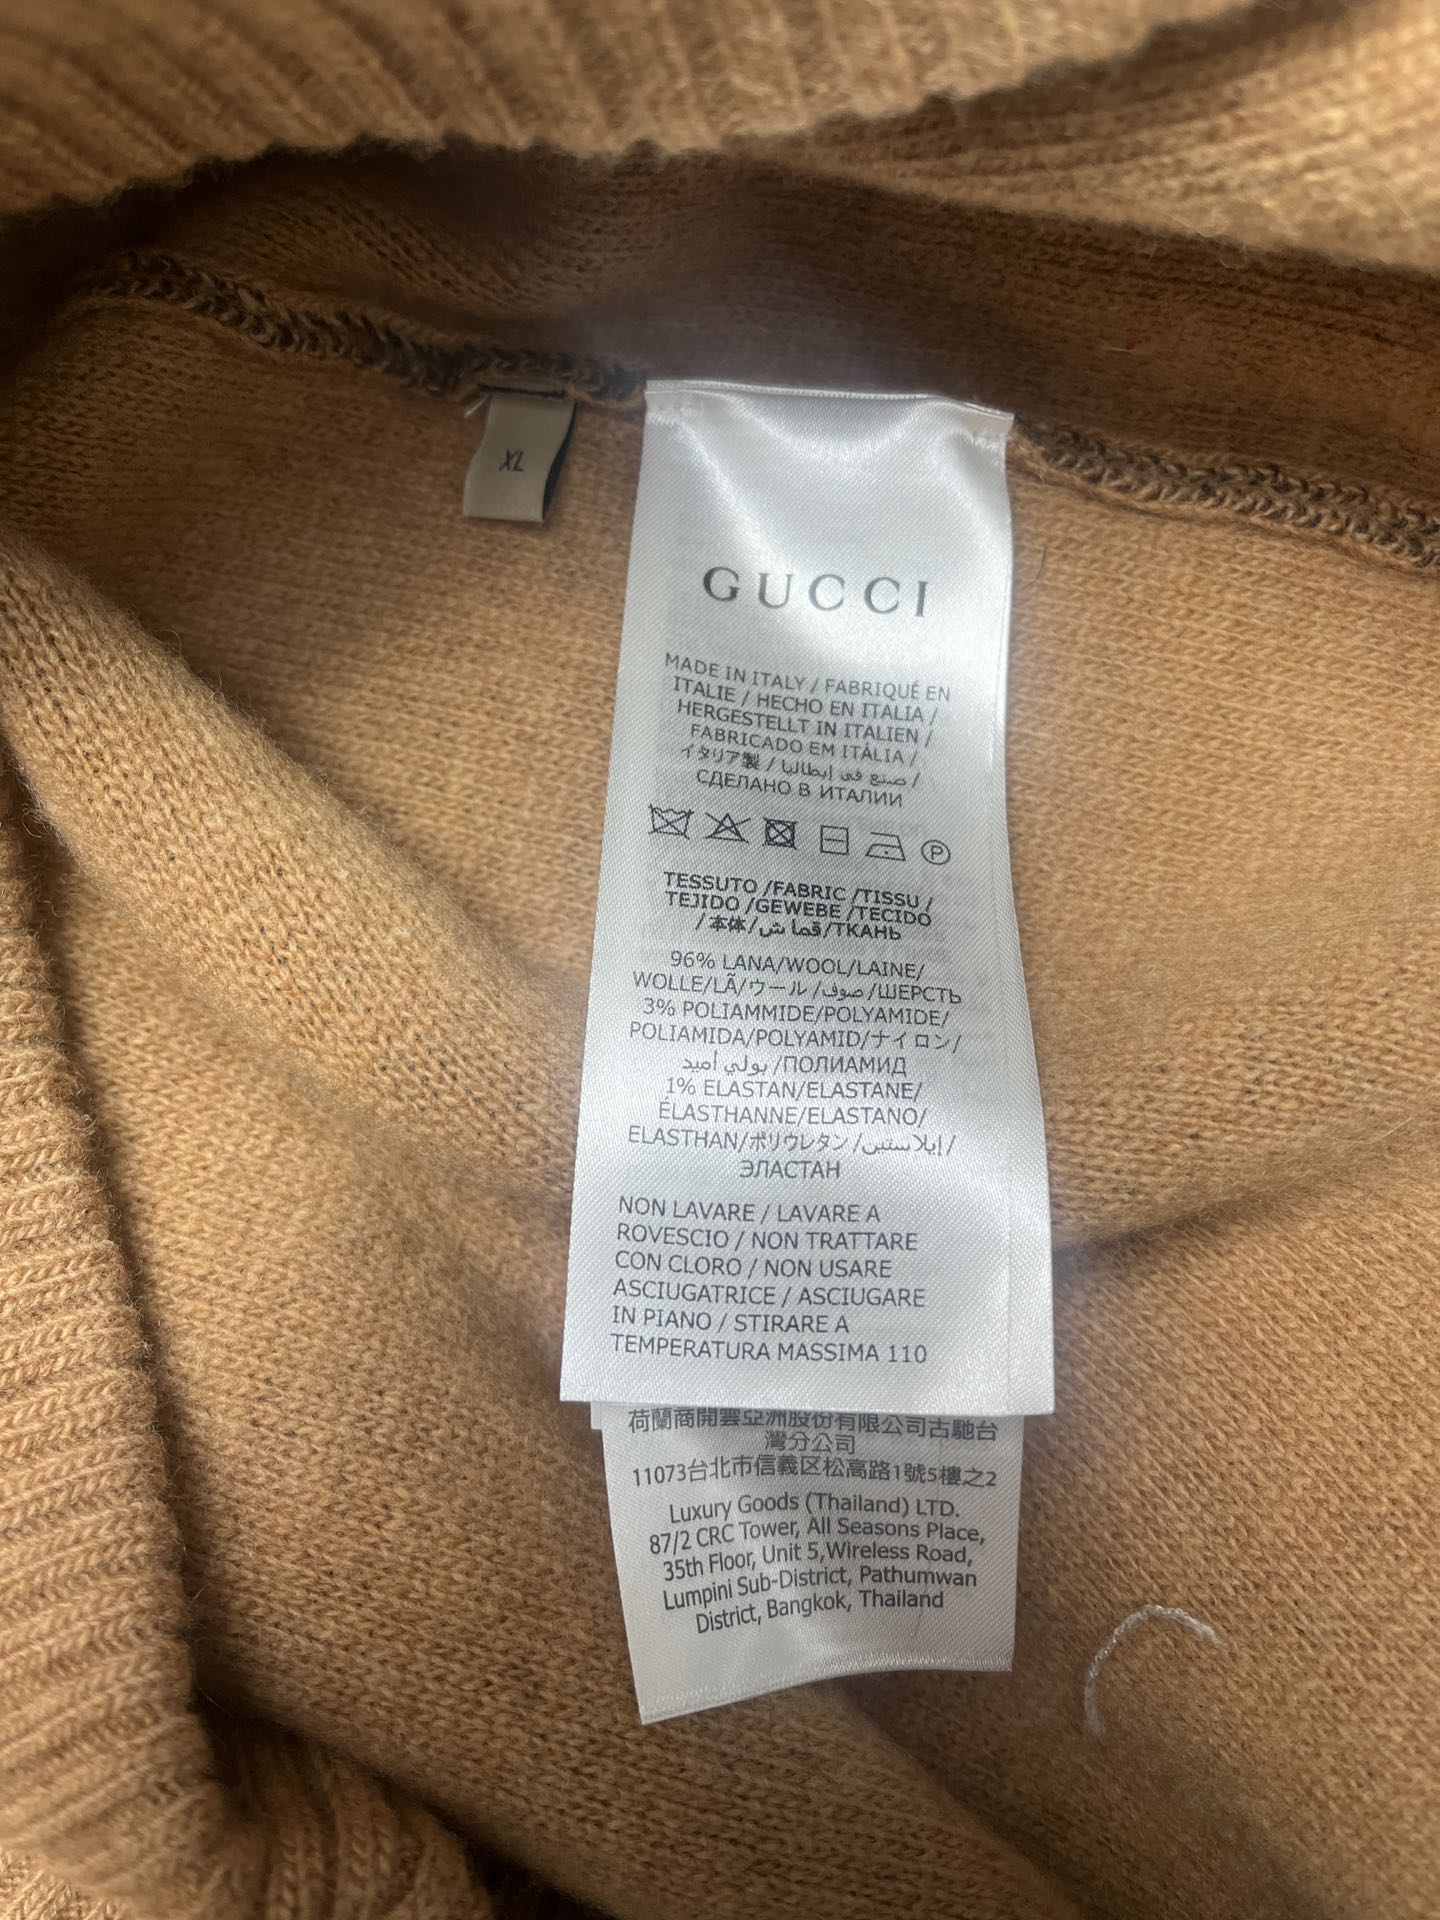 XL
GUCCI
MADE IN ITALY / FABRIQUÉ EN
ITALIE / HECHO EN ITALIA /
HERGESTELLT IN ITALIEN /
FABRICADO EM ITÁLIA /
イタリア製 / صنع في إيطاليا /
СДЕЛАНО В ИТАЛИИ
P
TESSUTO /FABRIC /TISSU /
TEJIDO /GEWEBE /TECIDO
/本体/قماش/ТКАНЬ
96% LANA/WOOL/LAINE/
WOLLE/LÃ/ウール /صوف/ШЕРСТЬ
3% POLIAMMIDE/POLYAMIDE/
POLIAMIDA/POLYAMID/ナイロン/
بولي أميد /ПОЛИАМИД
1% ELASTAN/ELASTANE/
ÉLASTHANNE/ELASTANO/
ELASTHAN/ポリウレタン /إيلاستين/
ЭЛАСТАН
NON LAVARE / LAVARE A
ROVESCIO / NON TRATTARE
CON CLORO / NON USARE
ASCIUGATRICE / ASCIUGARE
IN PIANO / STIRARE A
TEMPERATURA MASSIMA 110
荷蘭商開雲亞洲股份有限公司古馳台
灣分公司
11073台北市信義区松高路1號5樓之2
Luxury Goods (Thailand) LTD.
87/2 CRC Tower, All Seasons Place,
35th Floor, Unit 5,Wireless Road,
Lumpini Sub-District, Pathumwan
District, Bangkok, Thailand